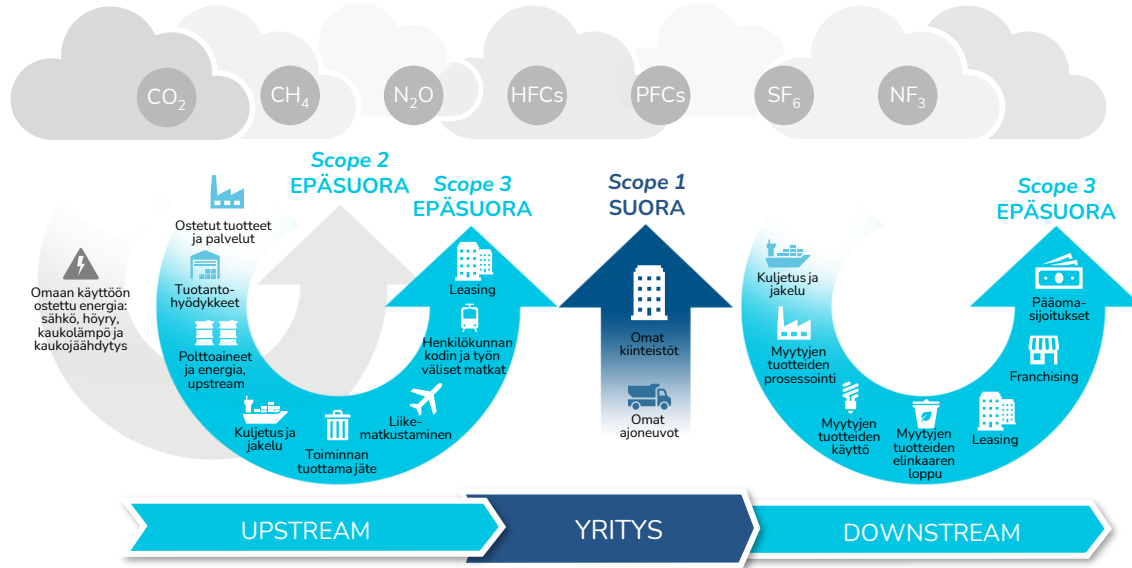 CO₂
CH₄
N₂O
HFCs
PFCs
SF₆
NF₃
Scope 2
EPÄSUORA
Scope 3
EPÄSUORA
Scope 1
SUORA
Scope 3
EPÄSUORA
Omaan käyttöön
ostettu energia:
sähkö, höyry,
kaukolämpö ja
kaukojäähdytys
Ostetut tuotteet
ja palvelut
Tuotanto-
hyödykkeet
Polttoaineet
ja energia,
upstream
Kuljetus ja
jakelu
Toiminnan
tuottama jäte
Liike-
matkustaminen
Henkilökunnan
kodin ja työn
väliset matkat
Leasing
Omat
kiinteistöt
Omat
ajoneuvot
Kuljetus ja
jakelu
Myytyjen
tuotteiden
prosessointi
Myytyjen
tuotteiden
käyttö
Myytyjen
tuotteiden
elinkaaren
loppu
Leasing
Franchising
Pääoma-
sijoitukset
UPSTREAM
YRITYS
DOWNSTREAM